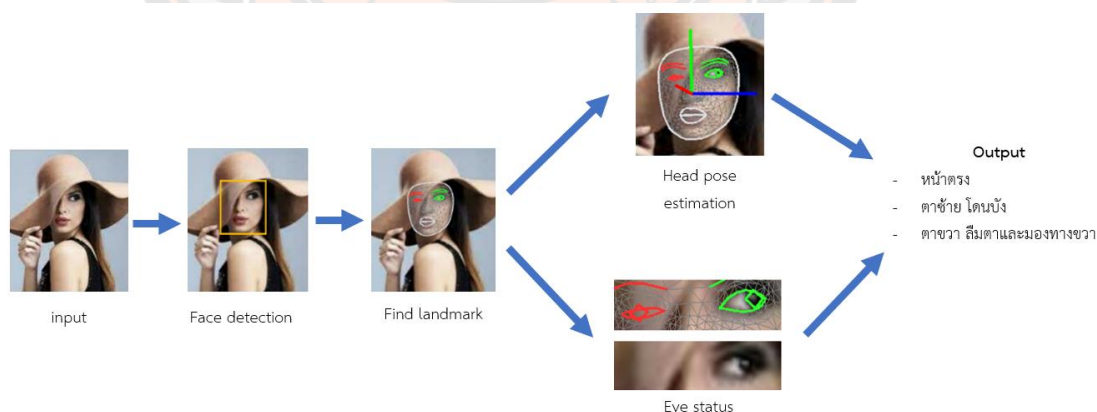 input
Face detection
Find landmark
Head pose
estimation
Eye status
Output
- หน้าตรง
- ตาซ้าย โดนบัง
- ตาขวา ลืมตาและมองทางขวา